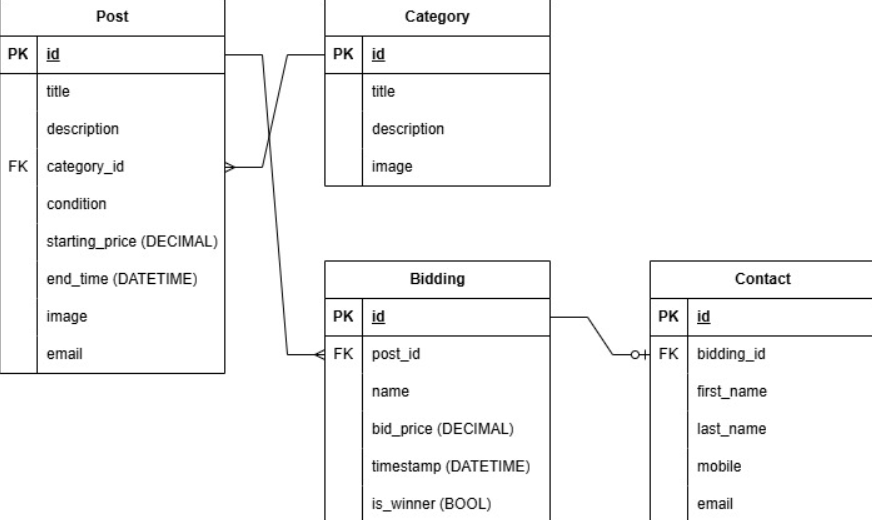 Post
PK id
title
description
FK category_id
condition
starting_price (DECIMAL)
end_time (DATETIME)
image
email
Category
PK id
title
description
image
Bidding
PK id
FK post_id
name
bid_price (DECIMAL)
timestamp (DATETIME)
is_winner (BOOL)
Contact
PK id
FK bidding_id
first_name
last_name
mobile
email